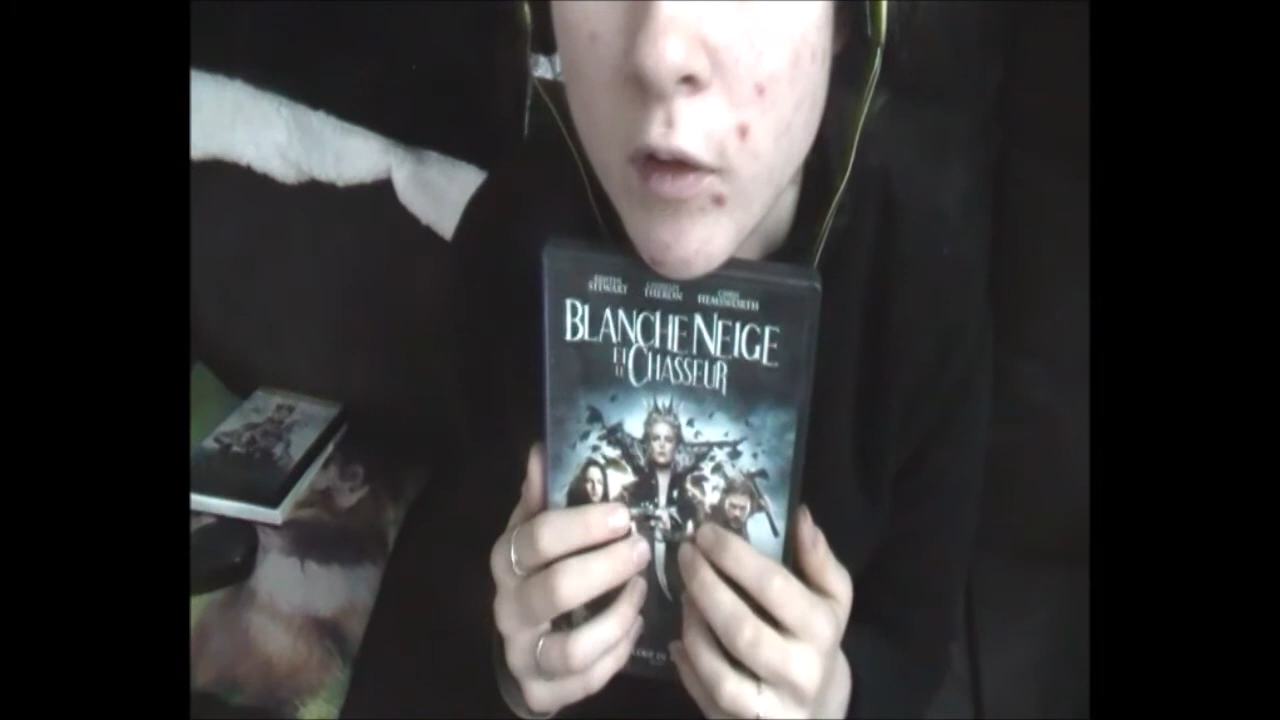 KRISTEN CHARLIZE CHRIS
STEWART THERON HEMSWORTH
BLANCHE NEIGE
ET LE CHASSEUR